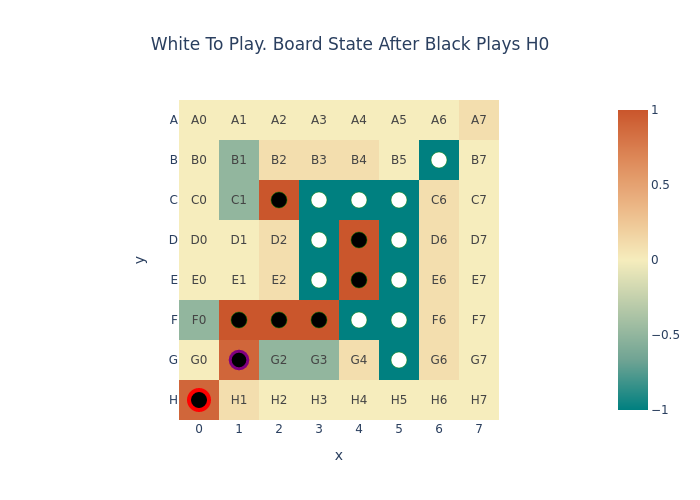 White To Play. Board State After Black Plays H0
A A0 A1 A2 A3 A4 A5 A6 A7
B B0 B1 B2 B3 B4 B5 B7
C C0 C1 C6 C7
D D0 D1 D2 D6 D7
E E0 E1 E2 E6 E7
F F0 F6 F7
G G0 G2 G3 G4 G6 G7
H H1 H2 H3 H4 H5 H6 H7
0 1 2 3 4 5 6 7
x
y
1
0.5
0
−0.5
−1